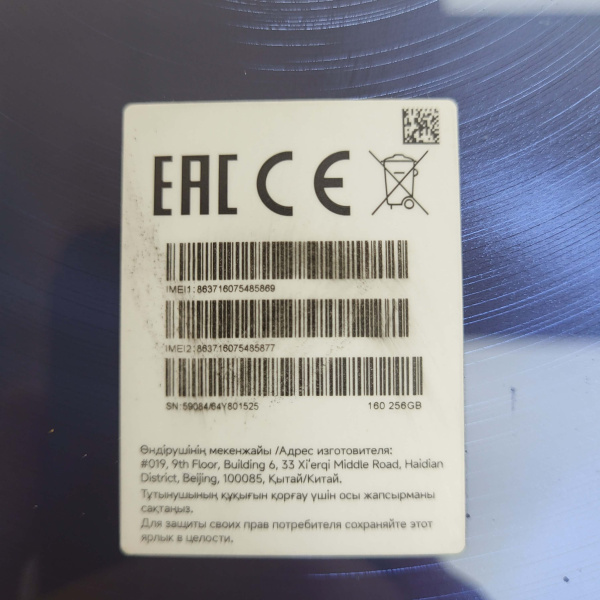 EAC CE
IMEI1:863716075485869
IMEI2:863716075485877
SN:59084/64Y801525 160 256GB
Өндірушінің мекенжайы /Адрес изготовителя:
#019, 9th Floor, Building 6, 33 Xi'erqi Middle Road, Haidian
District, Beijing, 100085, Қытай/Китай.
Тұтынушының құқығын қорғау үшін осы жапсырманы
сақтаңыз.
Для защиты своих прав потребителя сохраняйте этот
ярлык в целости.